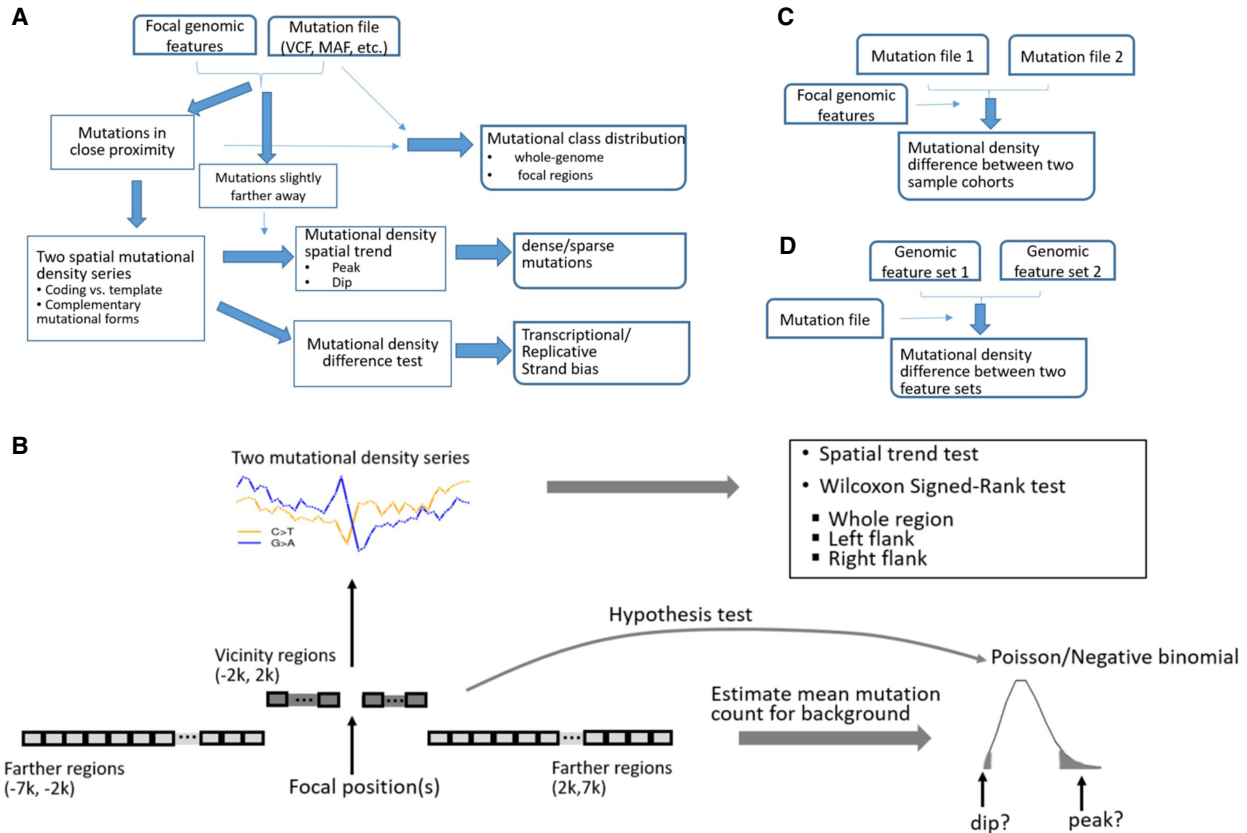 A
Focal genomic
features
Mutation file
(VCF, MAF, etc.)
Mutations in
close proximity
Mutations slightly
farther away
Mutational class distribution
• whole-genome
• focal regions
Two spatial mutational
density series
• Coding vs. template
• Complementary
mutational forms
Mutational density
spatial trend
• Peak
• Dip
dense/sparse
mutations
Mutational density
difference test
Transcriptional/
Replicative
Strand bias
C
Mutation file 1
Mutation file 2
Focal genomic
features
Mutational density
difference between two
sample cohorts
D
Genomic
feature set 1
Genomic
feature set 2
Mutation file
Mutational density
difference between two
feature sets
B
Two mutational density series
C>T
G>A
• Spatial trend test
• Wilcoxon Signed-Rank test
▪ Whole region
▪ Left flank
▪ Right flank
Hypothesis test
Vicinity regions
(-2k, 2k)
Poisson/Negative binomial
Estimate mean mutation
count for background
Farther regions
(-7k, -2k)
Focal position(s)
Farther regions
(2k,7k)
dip?
peak?